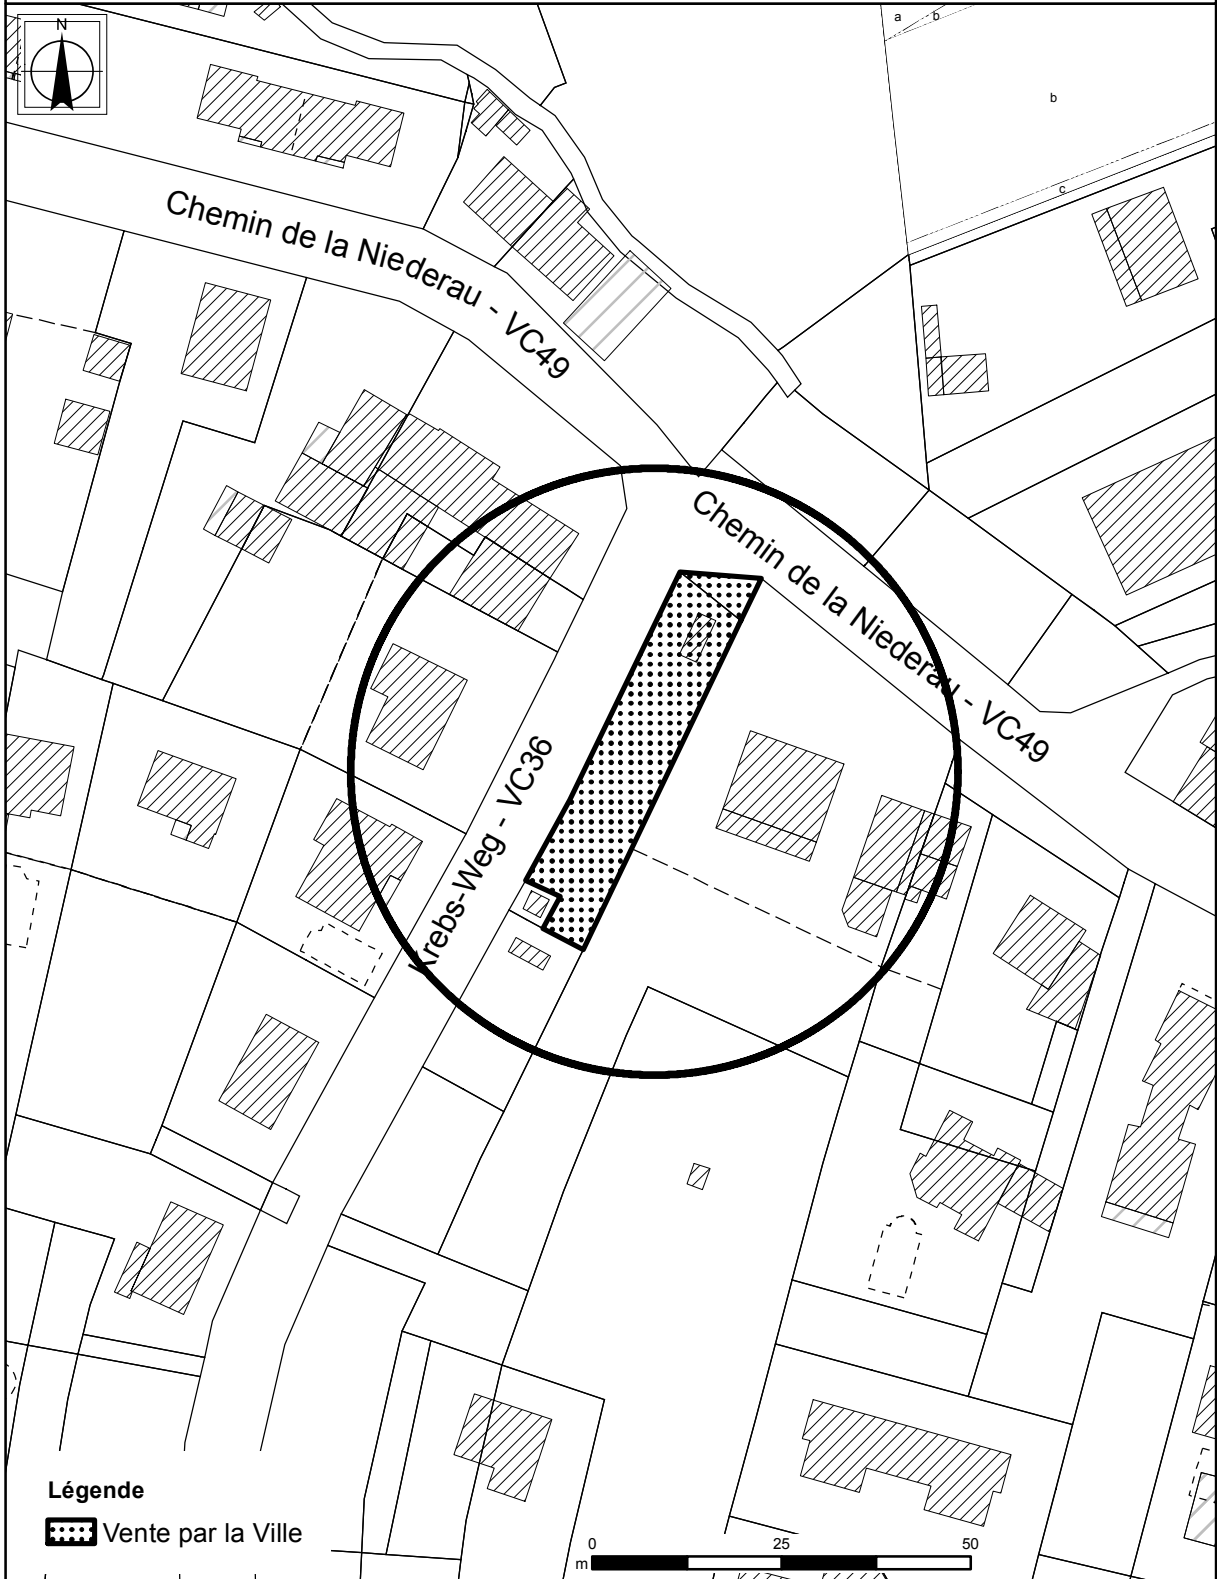 N
a b
b
c
Chemin de la Niederau - VC49
Chemin de la Niederau - VC49
Krebs-Weg - VC36
Légende
Vente par la Ville
0 25 50
m